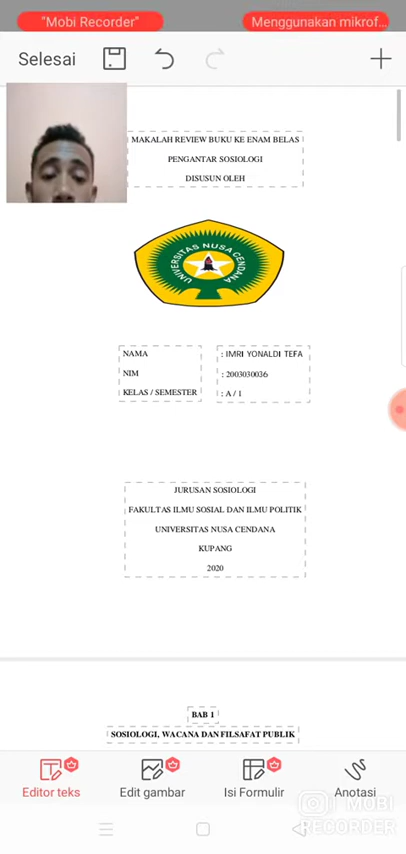 "Mobi Recorder" Menggunakan mikrof...
Selesai
MAKALAH REVIEW BUKU KE ENAM BELAS
PENGANTAR SOSIOLOGI
DISUSUN OLEH
UNIVERSITAS NUSA CENDANA
NAMA : IMRI YONALDI TEFA
NIM : 2003030036
KELAS / SEMESTER : A / 1
JURUSAN SOSIOLOGI
FAKULTAS ILMU SOSIAL DAN ILMU POLITIK
UNIVERSITAS NUSA CENDANA
KUPANG
2020
BAB 1
SOSIOLOGI, WACANA DAN FILSAFAT PUBLIK
Editor teks Edit gambar Isi Formulir Anotasi
MOBI
RECORDER